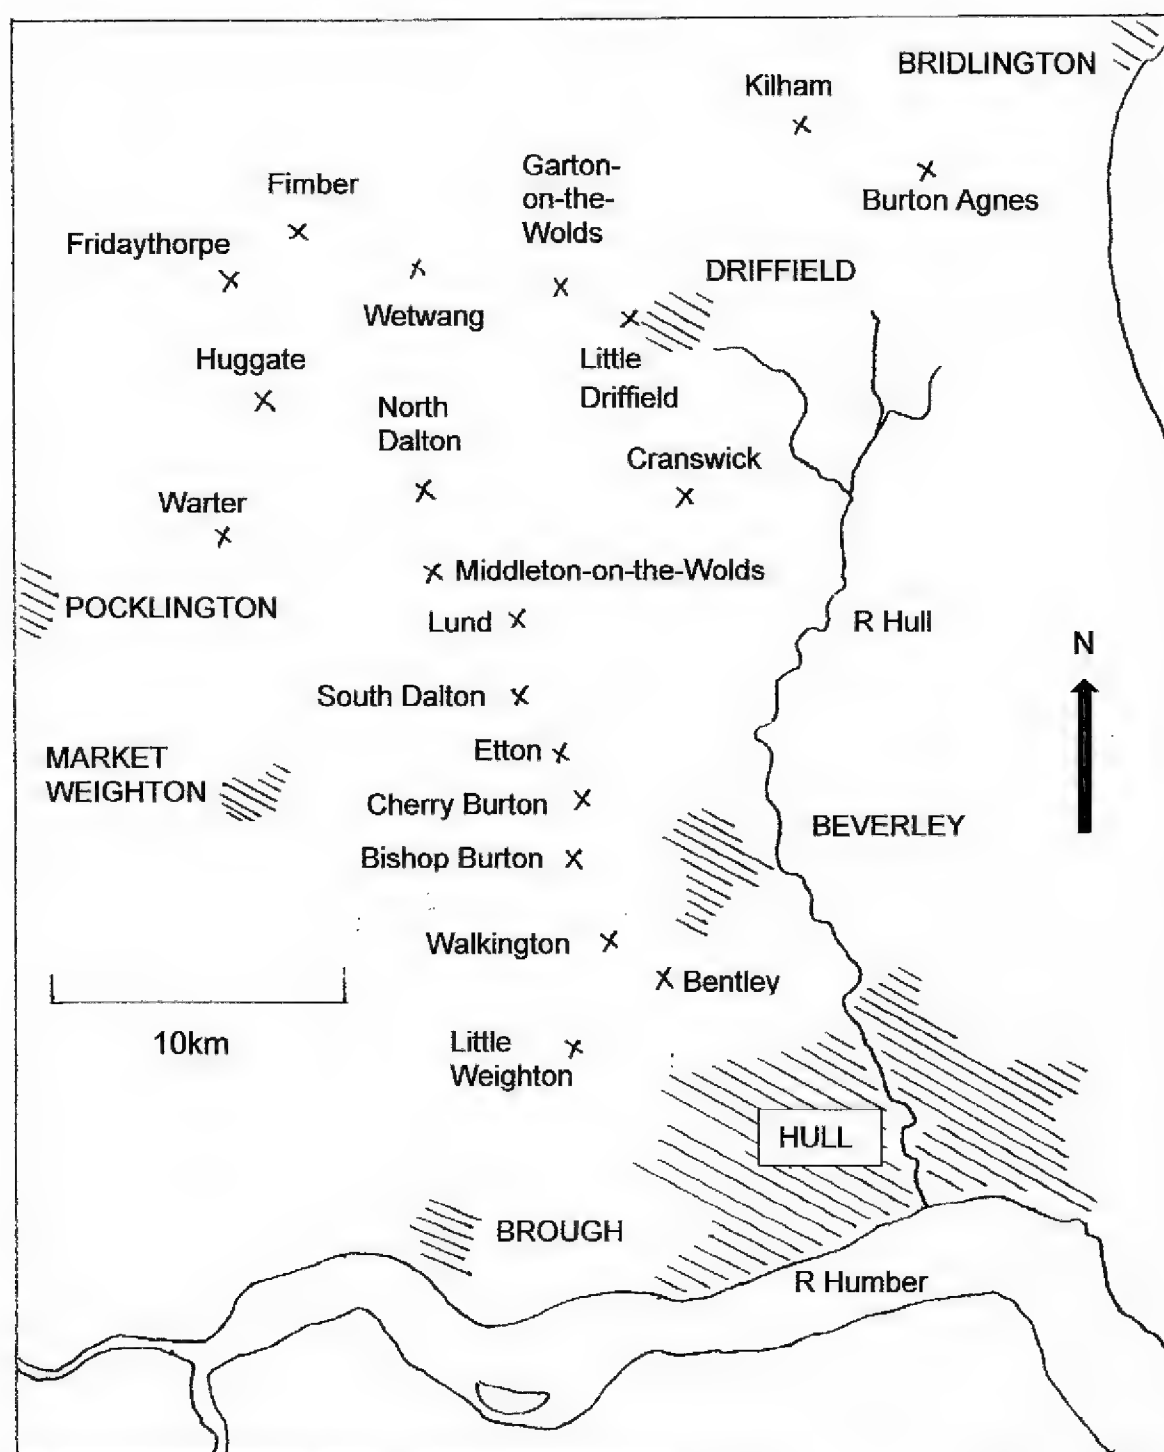 BRIDLINGTON
Kilham
Garton-
on-the-
Wolds
Fimber
Burton Agnes
Fridaythorpe
DRIFFIELD
Wetwang
Huggate
Little
Driffield
North
Dalton
Cranswick
Warter
Middleton-on-the-Wolds
POCKLINGTON
Lund
R Hull
N
South Dalton
Etton
MARKET
WEIGHTON
Cherry Burton
BEVERLEY
Bishop Burton
Walkington
Bentley
10km
Little
Weighton
HULL
BROUGH
R Humber